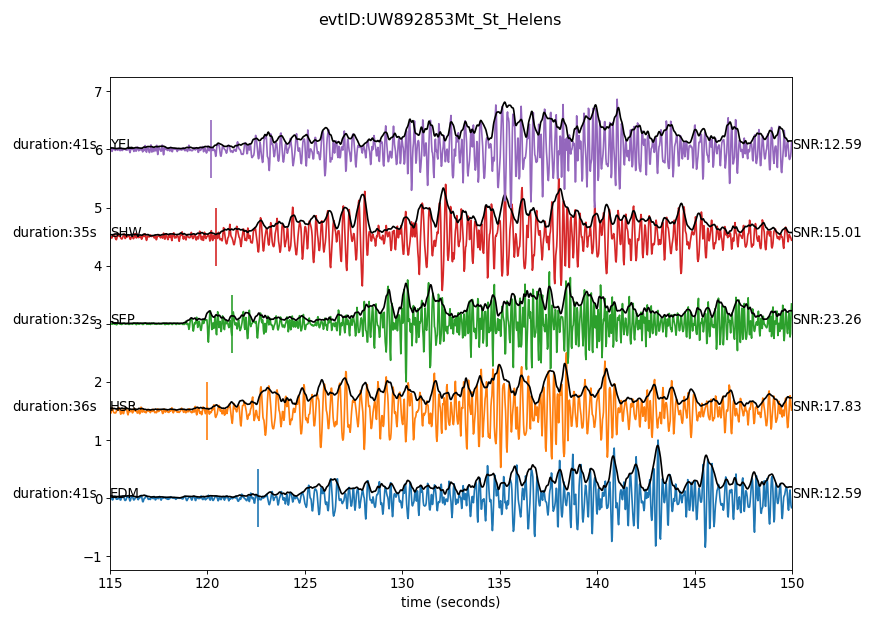 evtID:UW892853Mt_St_Helens
7
duration:41s YEL 6 SNR:12.59
5
duration:35s SHW SNR:15.01
4
duration:32s SEP 3 SNR:23.26
2
duration:36s HSR SNR:17.83
1
duration:41s EDM 0 SNR:12.59
−1
115 120 125 130 135 140 145 150
time (seconds)